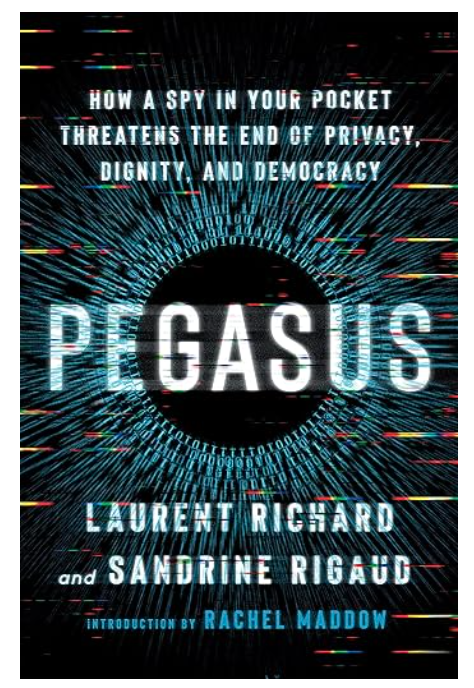 HOW A SPY IN YOUR POCKET
THREATENS THE END OF PRIVACY,
DIGNITY, AND DEMOCRACY
PEGASUS
LAURENT RICHARD
and SANDRINE RIGAUD
INTRODUCTION BY RACHEL MADDOW